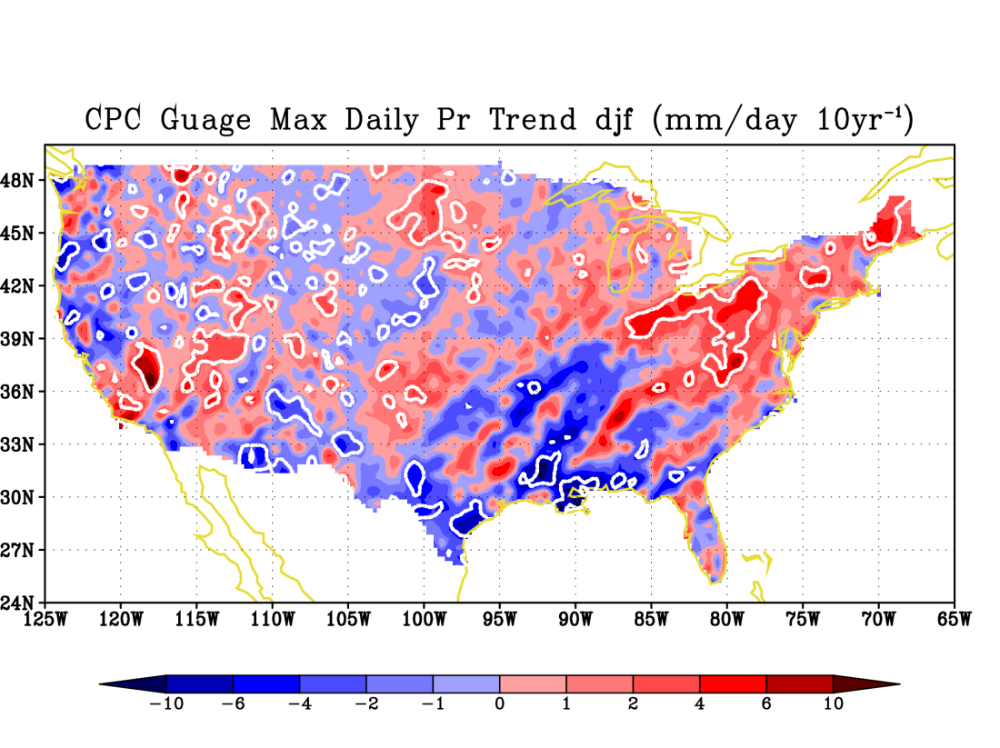 CPC Guage Max Daily Pr Trend djf (mm/day 10yr⁻¹)
48N
45N
42N
39N
36N
33N
30N
27N
24N
125W 120W 115W 110W 105W 100W 95W 90W 85W 80W 75W 70W 65W
−10 −6 −4 −2 −1 0 1 2 4 6 10